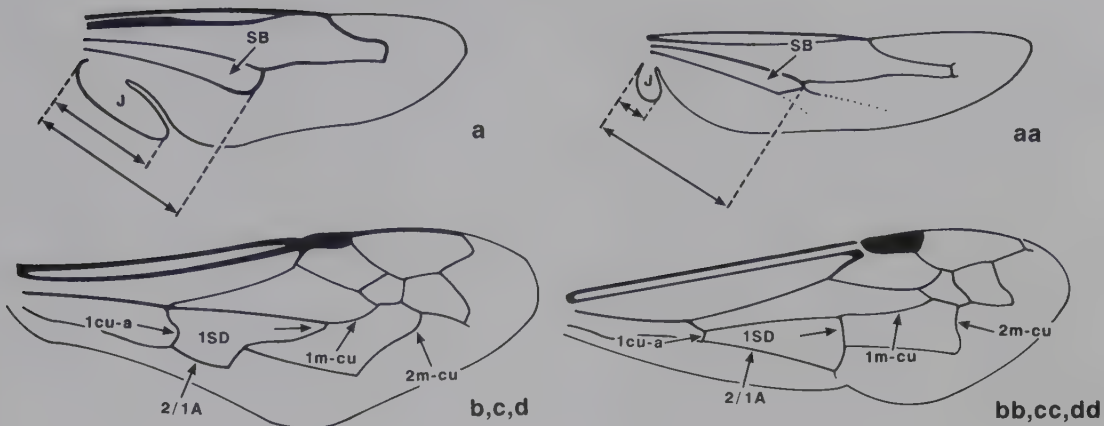 SB
J
a
SB
J
aa
1cu-a
1SD
1m-cu
2m-cu
2/1A
b,c,d
1cu-a
1SD
1m-cu
2m-cu
2/1A
bb,cc,dd